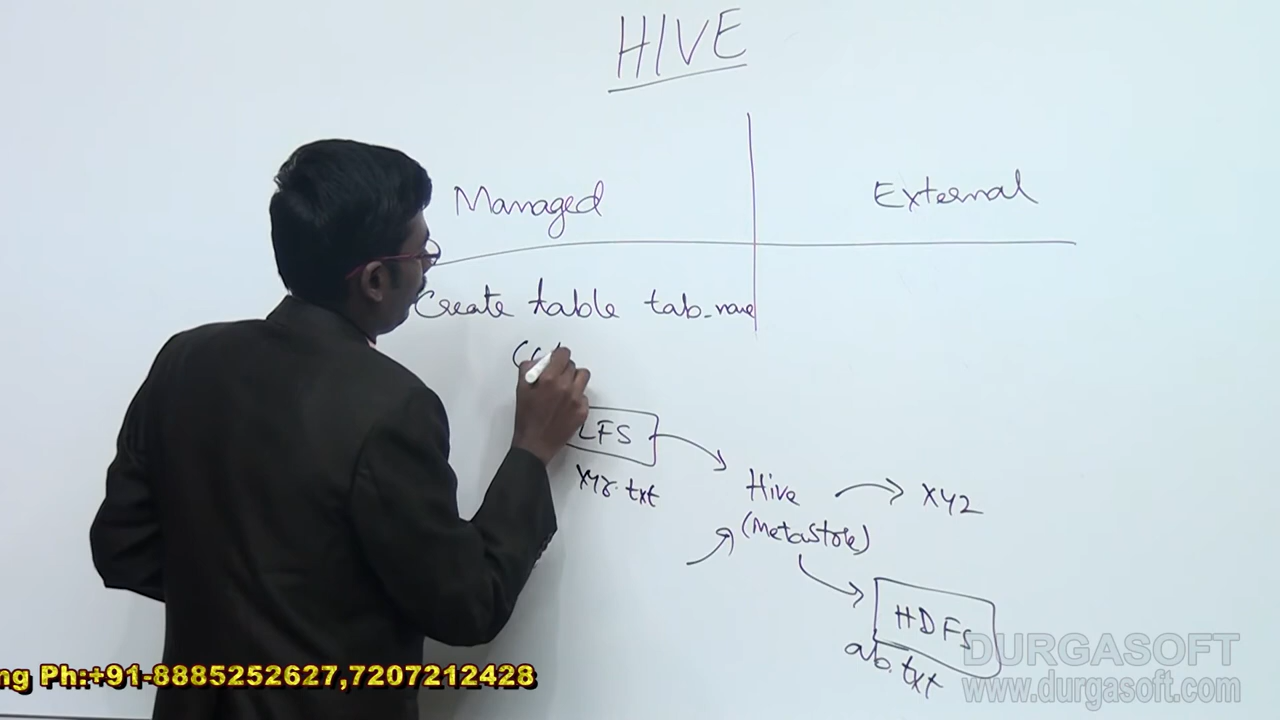 HIVE
Managed
External
Create table tab_name
(col
LFS
xyz.txt
Hive
(Metastore)
XYZ
HDFS
ab.txt
ng Ph:+91-8885252627,7207212428
DURGASOFT
www.durgasoft.com